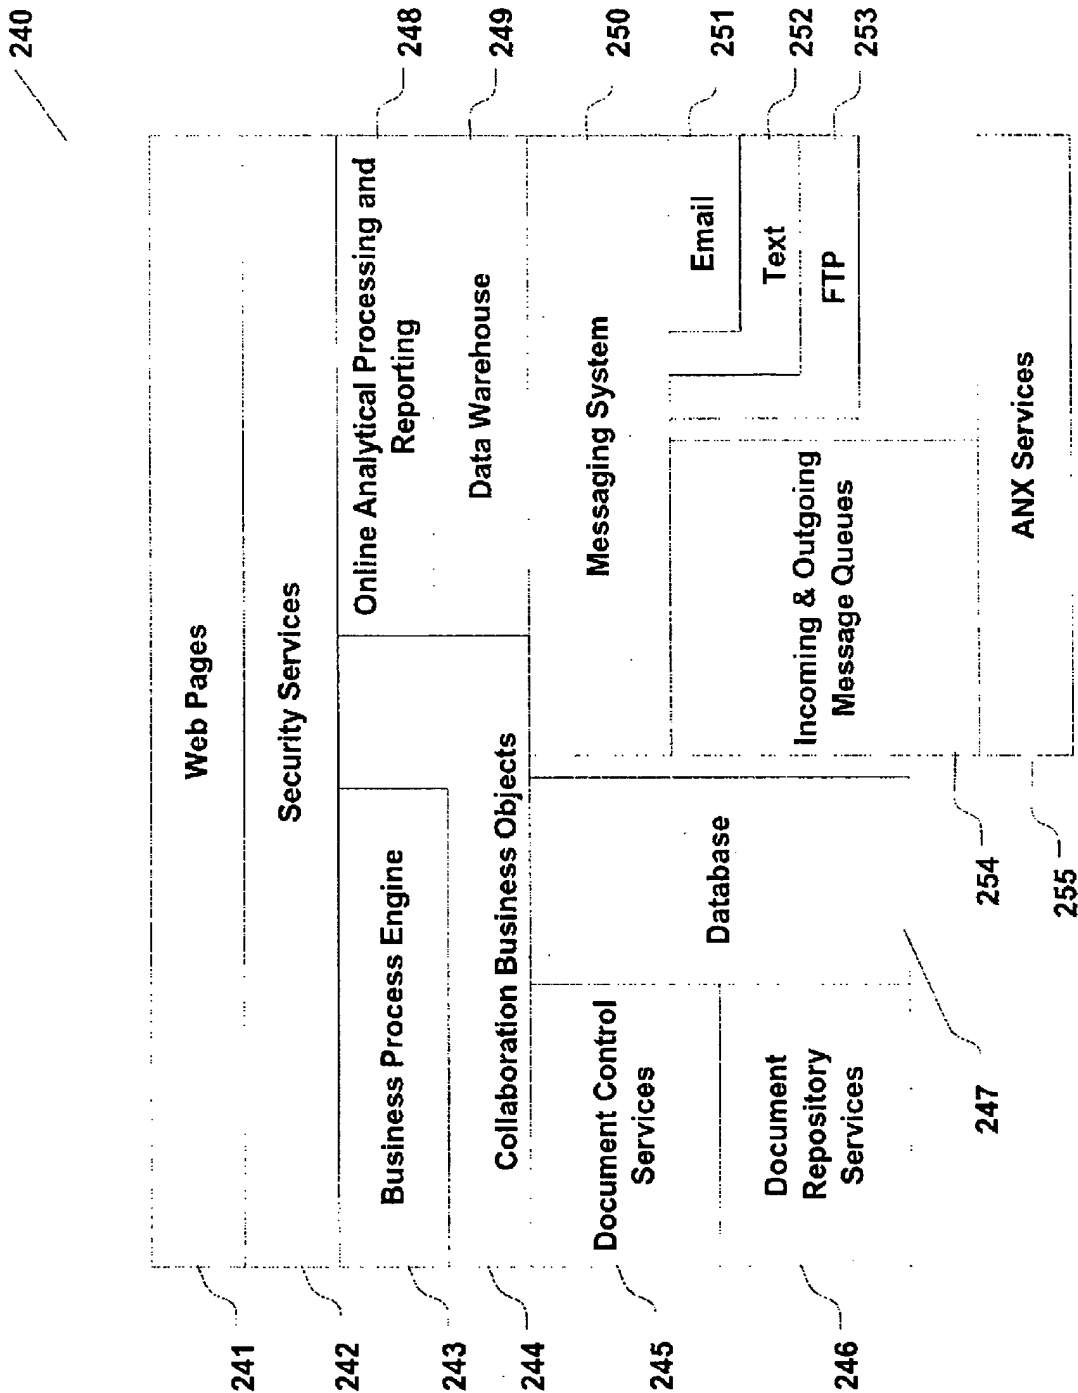 240
Web Pages
Security Services
Business Process Engine
Online Analytical Processing and
Reporting
Collaboration Business Objects
Data Warehouse
Document Control
Services
Document
Repository
Services
Database
Messaging System
Email
Text
FTP
Incoming & Outgoing
Message Queues
ANX Services
241
242
243
244
245
246
247
248
249
250
251
252
253
254
255